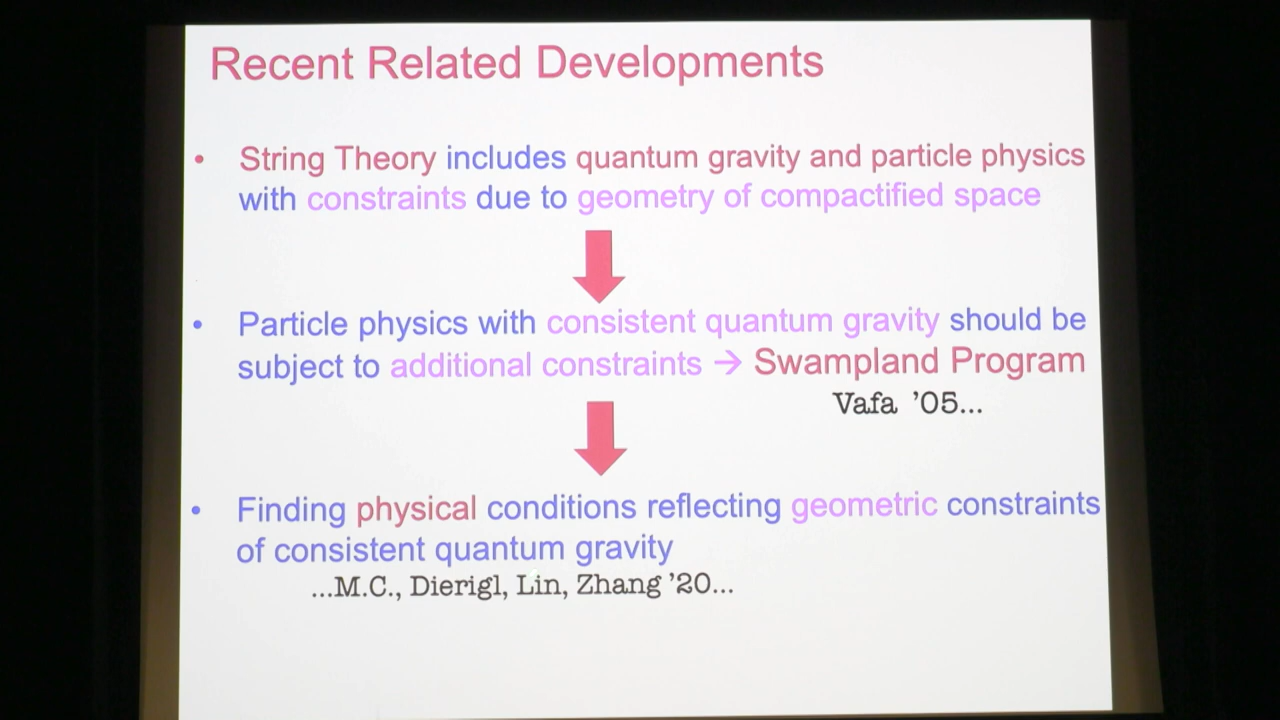 Recent Related Developments
• String Theory includes quantum gravity and particle physics
with constraints due to geometry of compactified space
• Particle physics with consistent quantum gravity should be
subject to additional constraints → Swampland Program
Vafa '05...
• Finding physical conditions reflecting geometric constraints
of consistent quantum gravity
...M.C., Dierigl, Lin, Zhang '20...